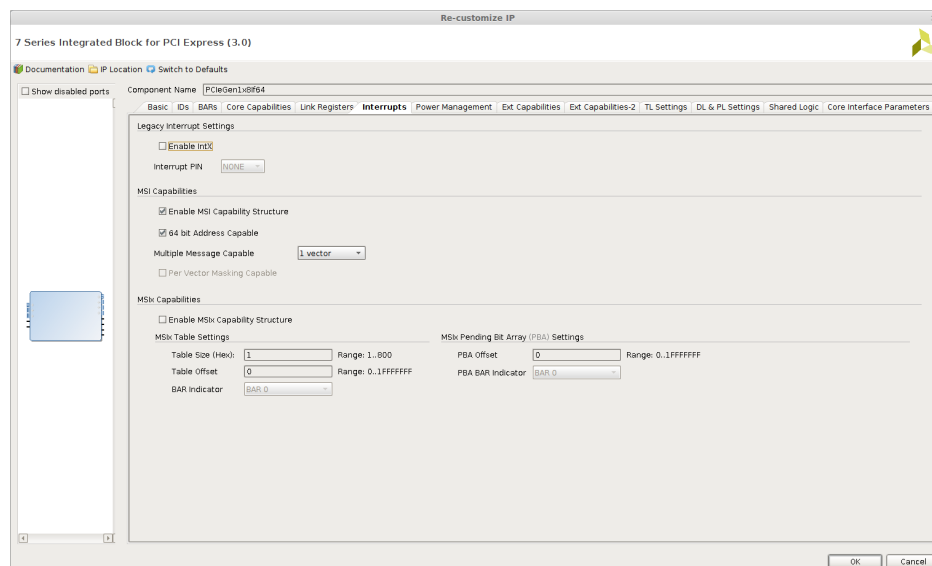 Re-customize IP
7 Series Integrated Block for PCI Express (3.0)
Documentation IP Location Switch to Defaults
Show disabled ports
Component Name PCIeGen1x8If64
Basic IDs BARs Core Capabilities Link Registers Interrupts Power Management Ext Capabilities Ext Capabilities-2 TL Settings DL & PL Settings Shared Logic Core Interface Parameters
Legacy Interrupt Settings
Enable IntX
Interrupt PIN NONE
MSI Capabilities
Enable MSI Capability Structure
64 bit Address Capable
Multiple Message Capable 1 vector
Per Vector Masking Capable
MSIx Capabilities
Enable MSIx Capability Structure
MSIx Table Settings MSIx Pending Bit Array (PBA) Settings
Table Size (Hex): 1 Range: 1..800 PBA Offset 0 Range: 0..1FFFFFFF
Table Offset 0 Range: 0..1FFFFFFF PBA BAR Indicator BAR 0
BAR Indicator BAR 0
OK Cancel